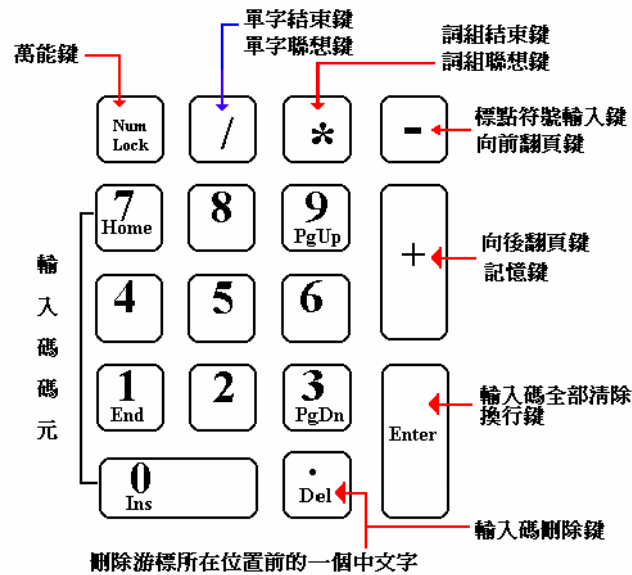 單字結束鍵
單字聯想鍵
詞組結束鍵
詞組聯想鍵
萬能鍵
標點符號輸入鍵
向前翻頁鍵
Num
Lock
/
*
-
7
Home
8
9
PgUp
+
向後翻頁鍵
記憶鍵
輸入碼碼元
4
5
6
1
End
2
3
PgDn
Enter
輸入碼全部清除
換行鍵
0
Ins
.
Del
輸入碼刪除鍵
刪除游標所在位置前的一個中文字